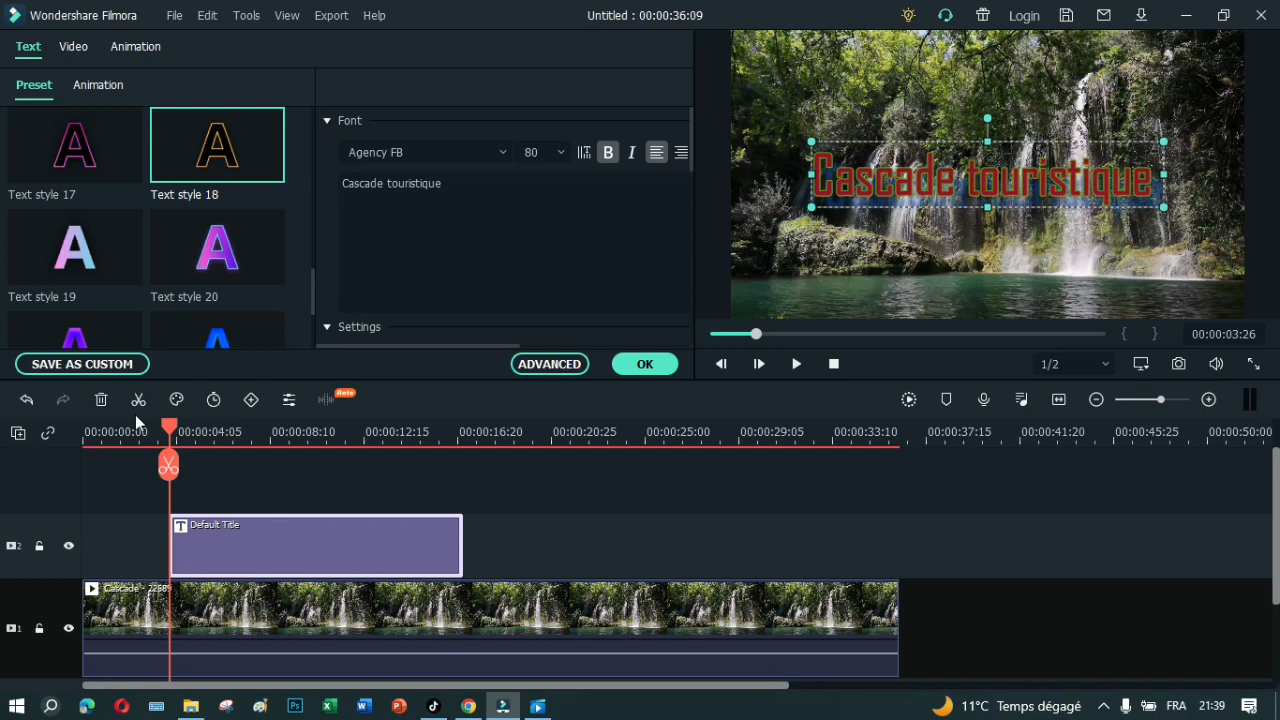 Wondershare Filmora File Edit Tools View Export Help Untitled : 00:00:36:09 Login
Text Video Animation
Preset Animation
A A
Text style 17 Text style 18
A A
Text style 19 Text style 20
Font
Agency FB 80 B I
Cascade touristique
Settings
SAVE AS CUSTOM ADVANCED OK
Cascade touristique
{ } 00:00:03:26
1/2
Beta
00:00:00:00 00:00:04:05 00:00:08:10 00:00:12:15 00:00:16:20 00:00:20:25 00:00:25:00 00:00:29:05 00:00:33:10 00:00:37:15 00:00:41:20 00:00:45:25 00:00:50:00
2 T Default Title
Cascade - 22589
1
11°C Temps dégagé FRA 21:39